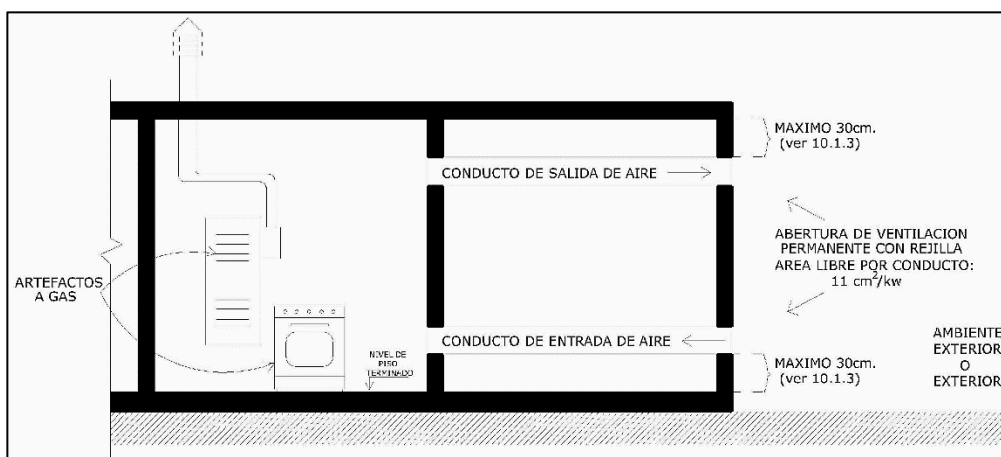 MAXIMO 30cm.
(ver 10.1.3)
CONDUCTO DE SALIDA DE AIRE
ABERTURA DE VENTILACION
PERMANENTE CON REJILLA
AREA LIBRE POR CONDUCTO:
11 cm²/kw
ARTEFACTOS
A GAS
CONDUCTO DE ENTRADA DE AIRE
NIVEL DE
PISO
TERMINADO
MAXIMO 30cm.
(ver 10.1.3)
AMBIENTE
EXTERIOR
O
EXTERIOR